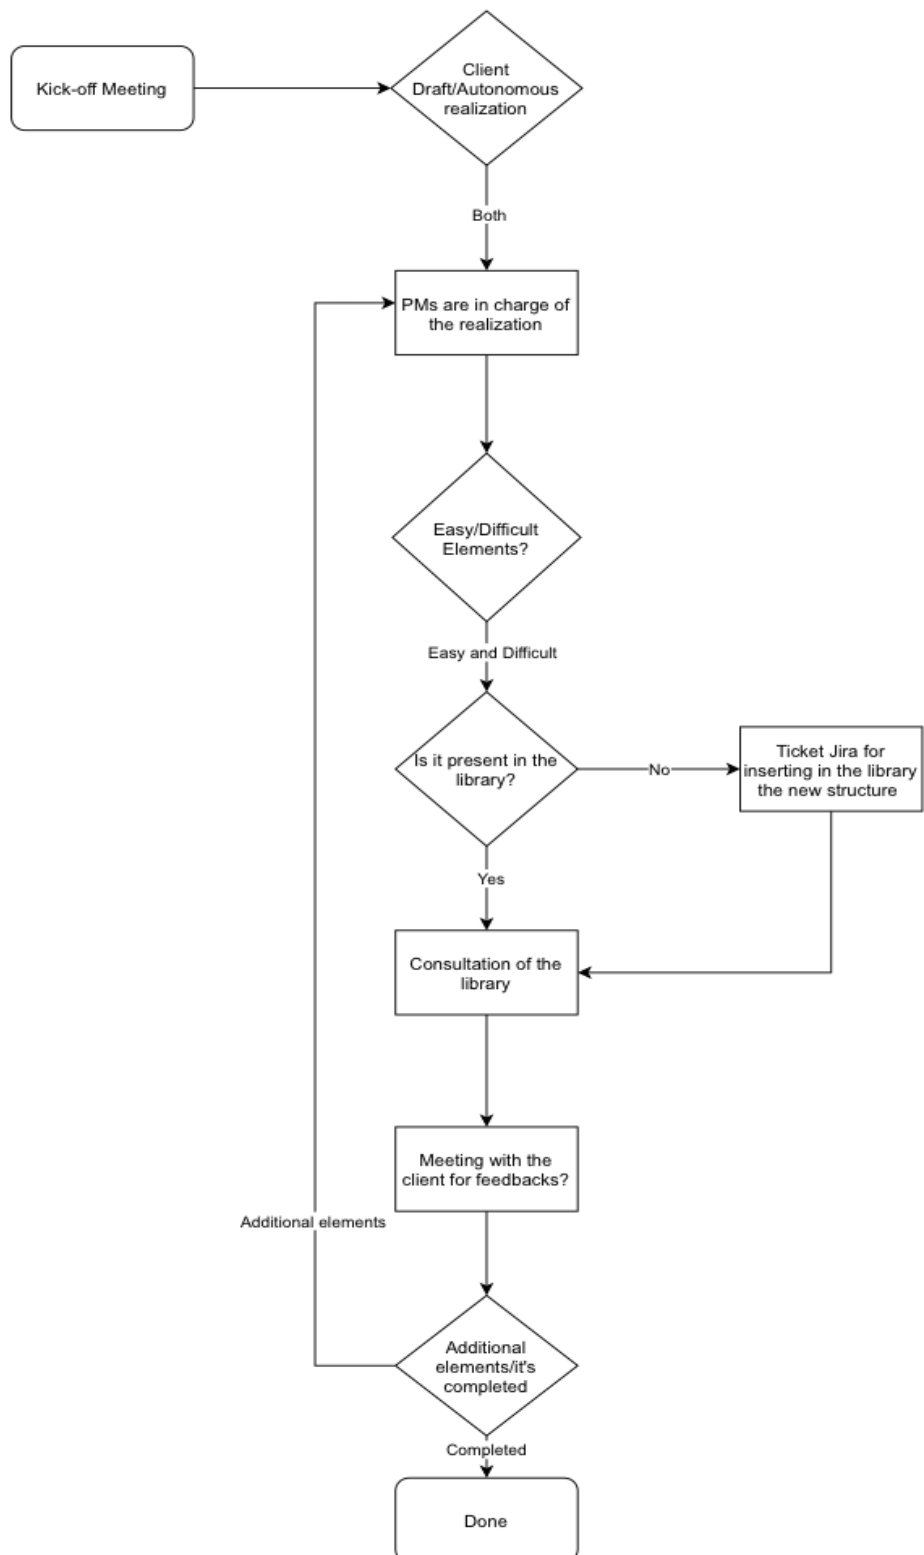 Kick-off Meeting
Client
Draft/Autonomous
realization
Both
PMs are in charge of
the realization
Easy/Difficult
Elements?
Easy and Difficult
Is it present in the
library?
No
Ticket Jira for
inserting in the library
the new structure
Yes
Consultation of the
library
Meeting with the
client for feedbacks?
Additional elements
Additional
elements/it's
completed
Completed
Done